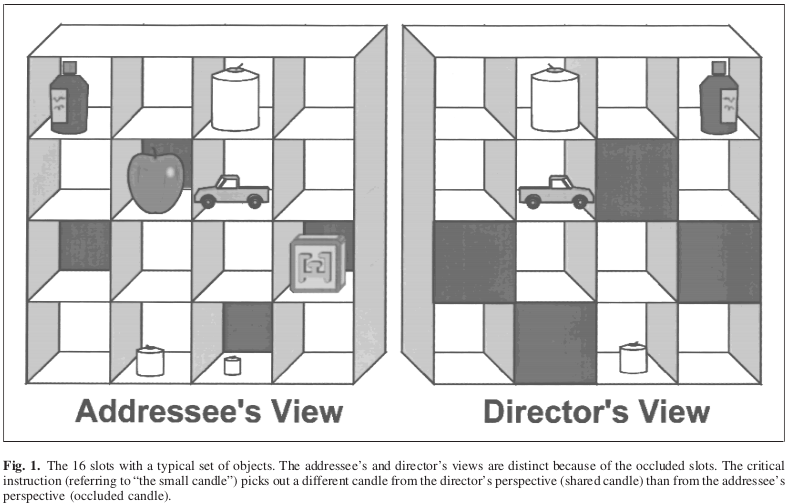 Addressee's View
Director's View
Fig. 1. The 16 slots with a typical set of objects. The addressee's and director's views are distinct because of the occluded slots. The critical
instruction (referring to "the small candle") picks out a different candle from the director's perspective (shared candle) than from the addressee's
perspective (occluded candle).